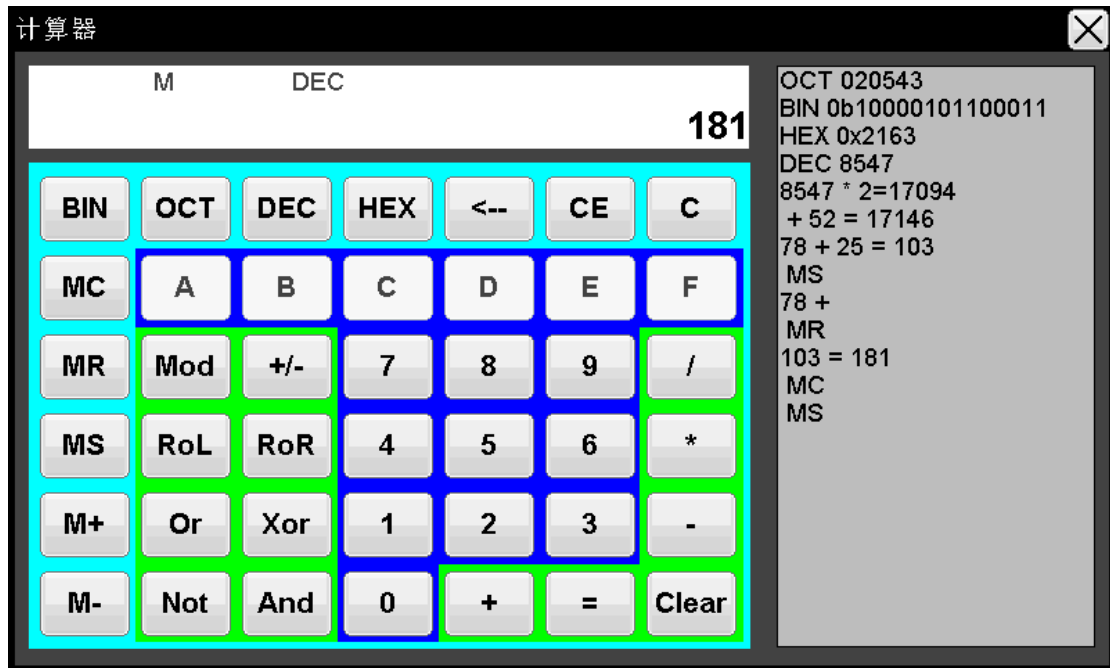 计算器
M DEC
181
BIN OCT DEC HEX <-- CE C
MC A B C D E F
MR Mod +/- 7 8 9 /
MS RoL RoR 4 5 6 *
M+ Or Xor 1 2 3 -
M- Not And 0 + = Clear
OCT 020543
BIN 0b10000101100011
HEX 0x2163
DEC 8547
8547 * 2=17094
+ 52 = 17146
78 + 25 = 103
MS
78 +
MR
103 = 181
MC
MS